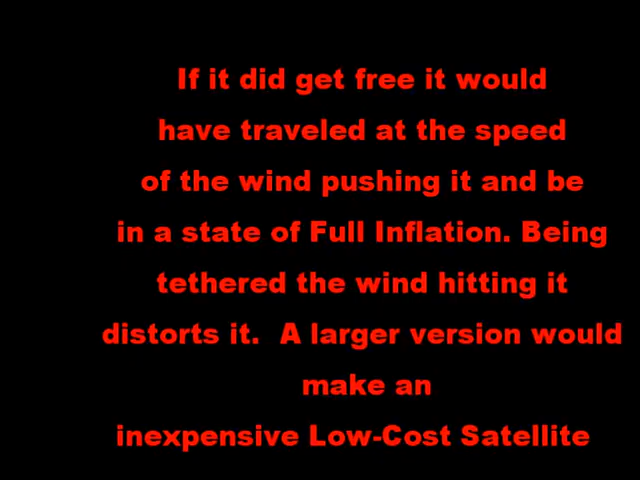 If it did get free it would
have traveled at the speed
of the wind pushing it and be
in a state of Full Inflation. Being
tethered the wind hitting it
distorts it.  A larger version would
make an
inexpensive Low-Cost Satellite